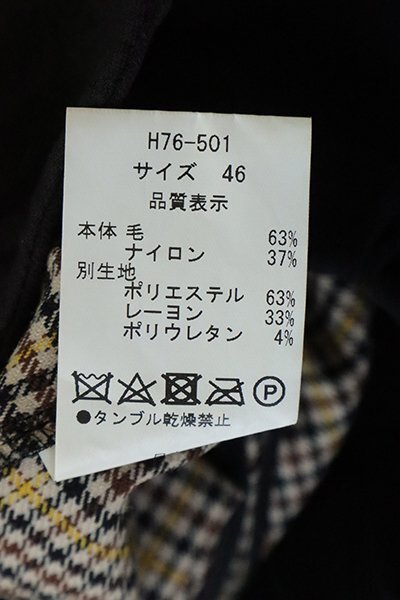 H76-501
サイズ 46
品質表示
本体 毛 63%
ナイロン 37%
別生地
ポリエステル 63%
レーヨン 33%
ポリウレタン 4%
P
●タンブル乾燥禁止